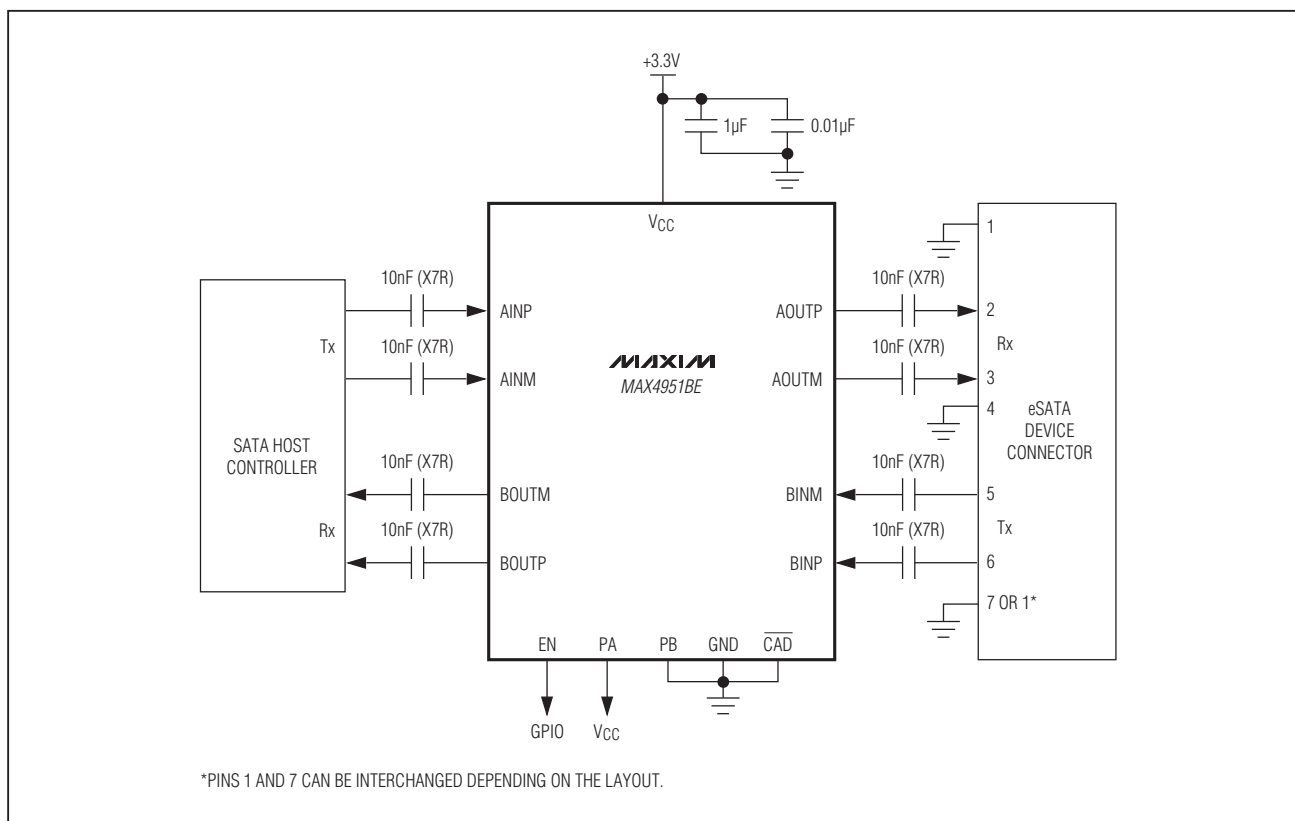 +3.3V
1µF
0.01µF
VCC
1
10nF (X7R)
10nF (X7R)
AINP
AOUTP
2
Tx
10nF (X7R)
MAXIM
10nF (X7R)
Rx
AINM
MAX4951BE
AOUTM
3
4
SATA HOST
CONTROLLER
eSATA
DEVICE
CONNECTOR
10nF (X7R)
10nF (X7R)
BOUTM
BINM
5
Rx
10nF (X7R)
10nF (X7R)
Tx
BOUTP
BINP
6
7 OR 1*
EN
PA
PB
GND
CAD
GPIO
VCC
*PINS 1 AND 7 CAN BE INTERCHANGED DEPENDING ON THE LAYOUT.